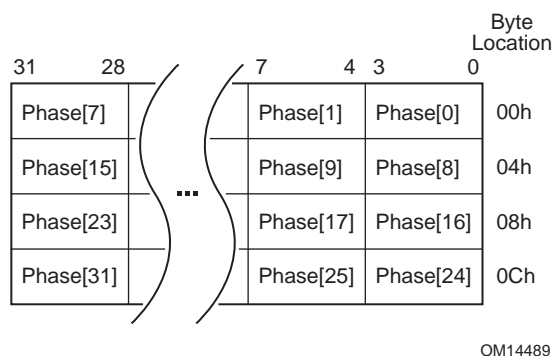 Byte
Location
31 28 7 4 3 0
Phase[7] Phase[1] Phase[0] 00h
Phase[15] ... Phase[9] Phase[8] 04h
Phase[23] Phase[17] Phase[16] 08h
Phase[31] Phase[25] Phase[24] 0Ch
OM14489